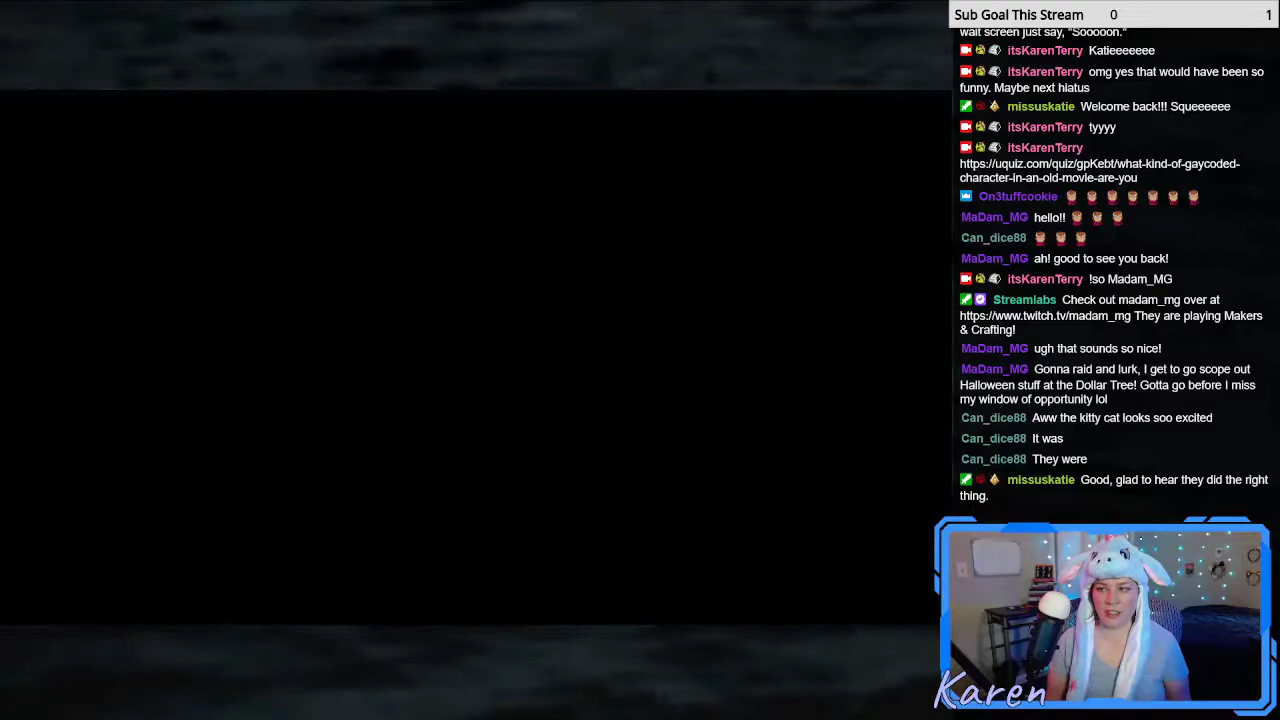 Sub Goal This Stream 0 1
wait screen just say, "Sooooon."
itsKarenTerry Katieeeeeee
itsKarenTerry omg yes that would have been so
funny. Maybe next hiatus
missuskatie Welcome back!!! Squeeeeee
itsKarenTerry tyyyy
itsKarenTerry
https://uquiz.com/quiz/gpKebt/what-kind-of-gaycoded-
character-in-an-old-movie-are-you
On3tuffcookie
MaDam_MG hello!!
Can_dice88
MaDam_MG ah! good to see you back!
itsKarenTerry !so Madam_MG
Streamlabs Check out madam_mg over at
https://www.twitch.tv/madam_mg They are playing Makers
& Crafting!
MaDam_MG ugh that sounds so nice!
MaDam_MG Gonna raid and lurk, I get to go scope out
Halloween stuff at the Dollar Tree! Gotta go before I miss
my window of opportunity lol
Can_dice88 Aww the kitty cat looks soo excited
Can_dice88 It was
Can_dice88 They were
missuskatie Good, glad to hear they did the right
thing.
Karen